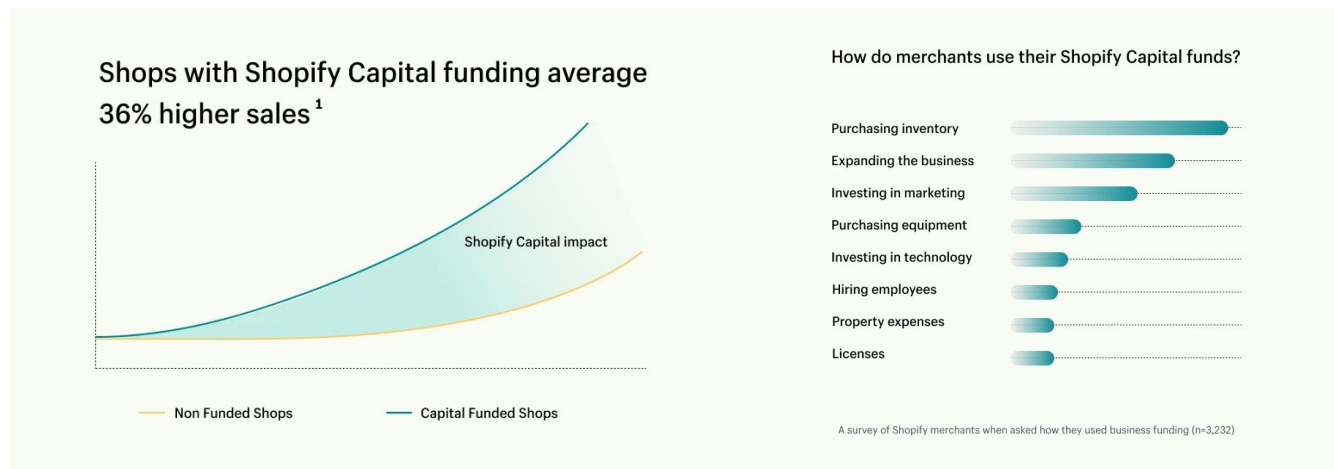 Shops with Shopify Capital funding average
36% higher sales ¹
Shopify Capital impact
Non Funded Shops
Capital Funded Shops
How do merchants use their Shopify Capital funds?
Purchasing inventory
Expanding the business
Investing in marketing
Purchasing equipment
Investing in technology
Hiring employees
Property expenses
Licenses
A survey of Shopify merchants when asked how they used business funding (n=3,232)